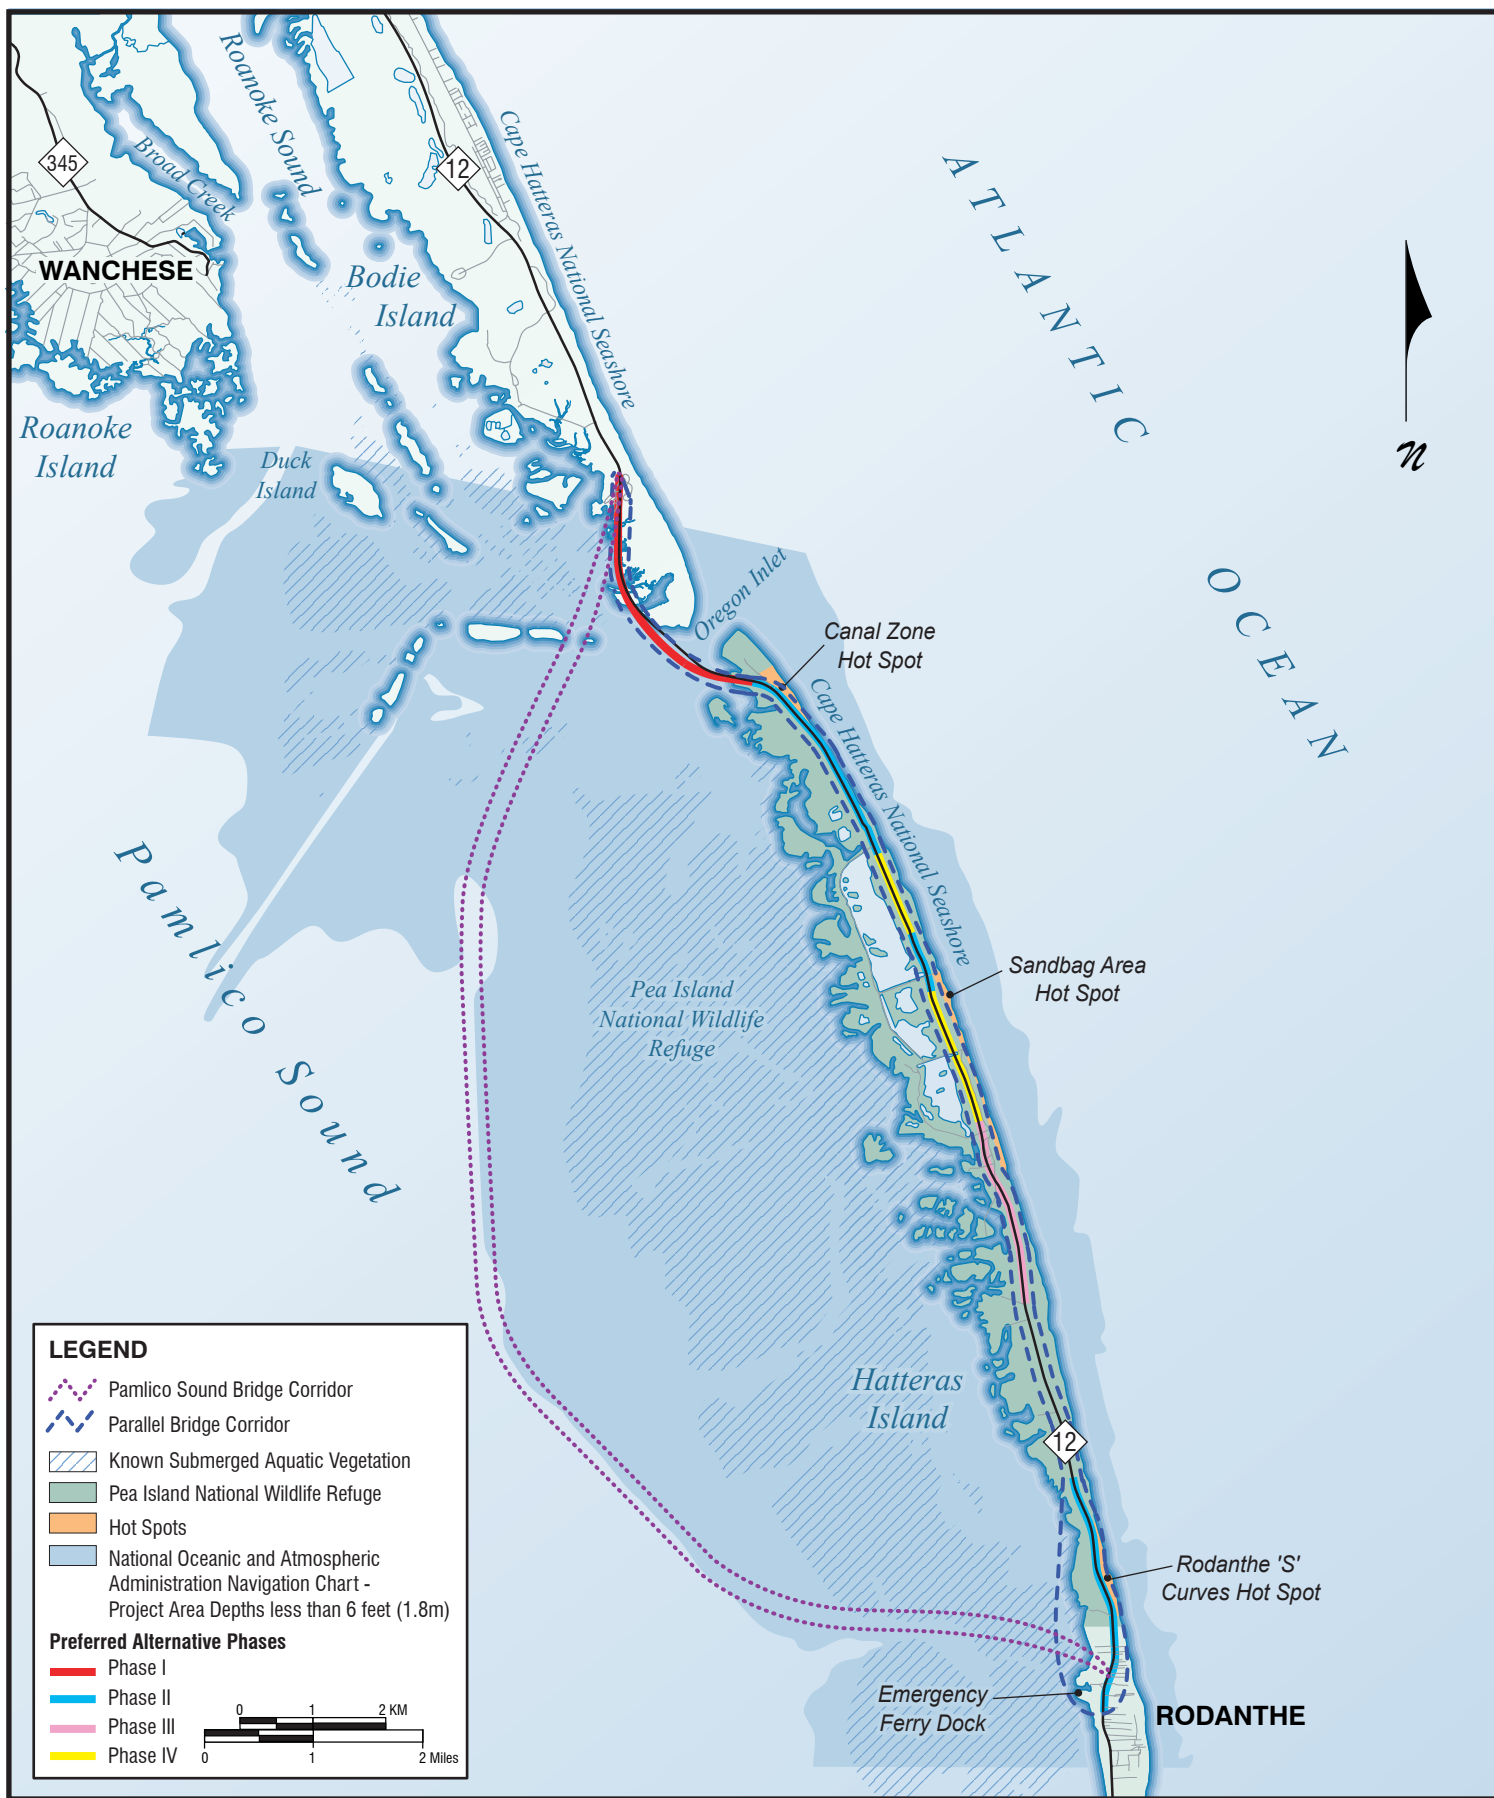 Roanoke Sound
Broad Creek
345
12
Cape Hatteras National Seashore
ATLANTIC
OCEAN
WANCHESE
Bodie
Island
N
Roanoke
Island
Duck
Island
Oregon Inlet
Canal Zone
Hot Spot
Cape Hatteras National Seashore
Pamlico Sound
Sandbag Area
Hot Spot
Pea Island
National Wildlife
Refuge
Hatteras
Island
12
Rodanthe 'S'
Curves Hot Spot
Emergency
Ferry Dock
RODANTHE
LEGEND
Pamlico Sound Bridge Corridor
Parallel Bridge Corridor
Known Submerged Aquatic Vegetation
Pea Island National Wildlife Refuge
Hot Spots
National Oceanic and Atmospheric
Administration Navigation Chart -
Project Area Depths less than 6 feet (1.8m)
Preferred Alternative Phases
Phase I
Phase II
Phase III
Phase IV
0 1 2 KM
0 1 2 Miles